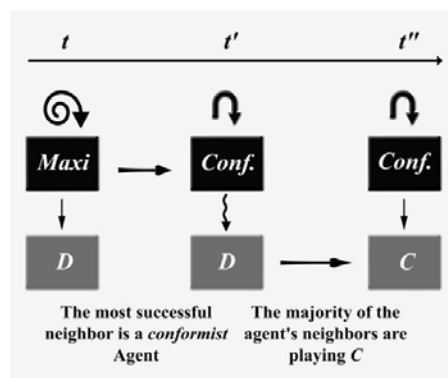 t t′ t″
Maxi Conf. Conf.
D D C
The most successful The majority of the
neighbor is a conformist agent's neighbors are
Agent playing C